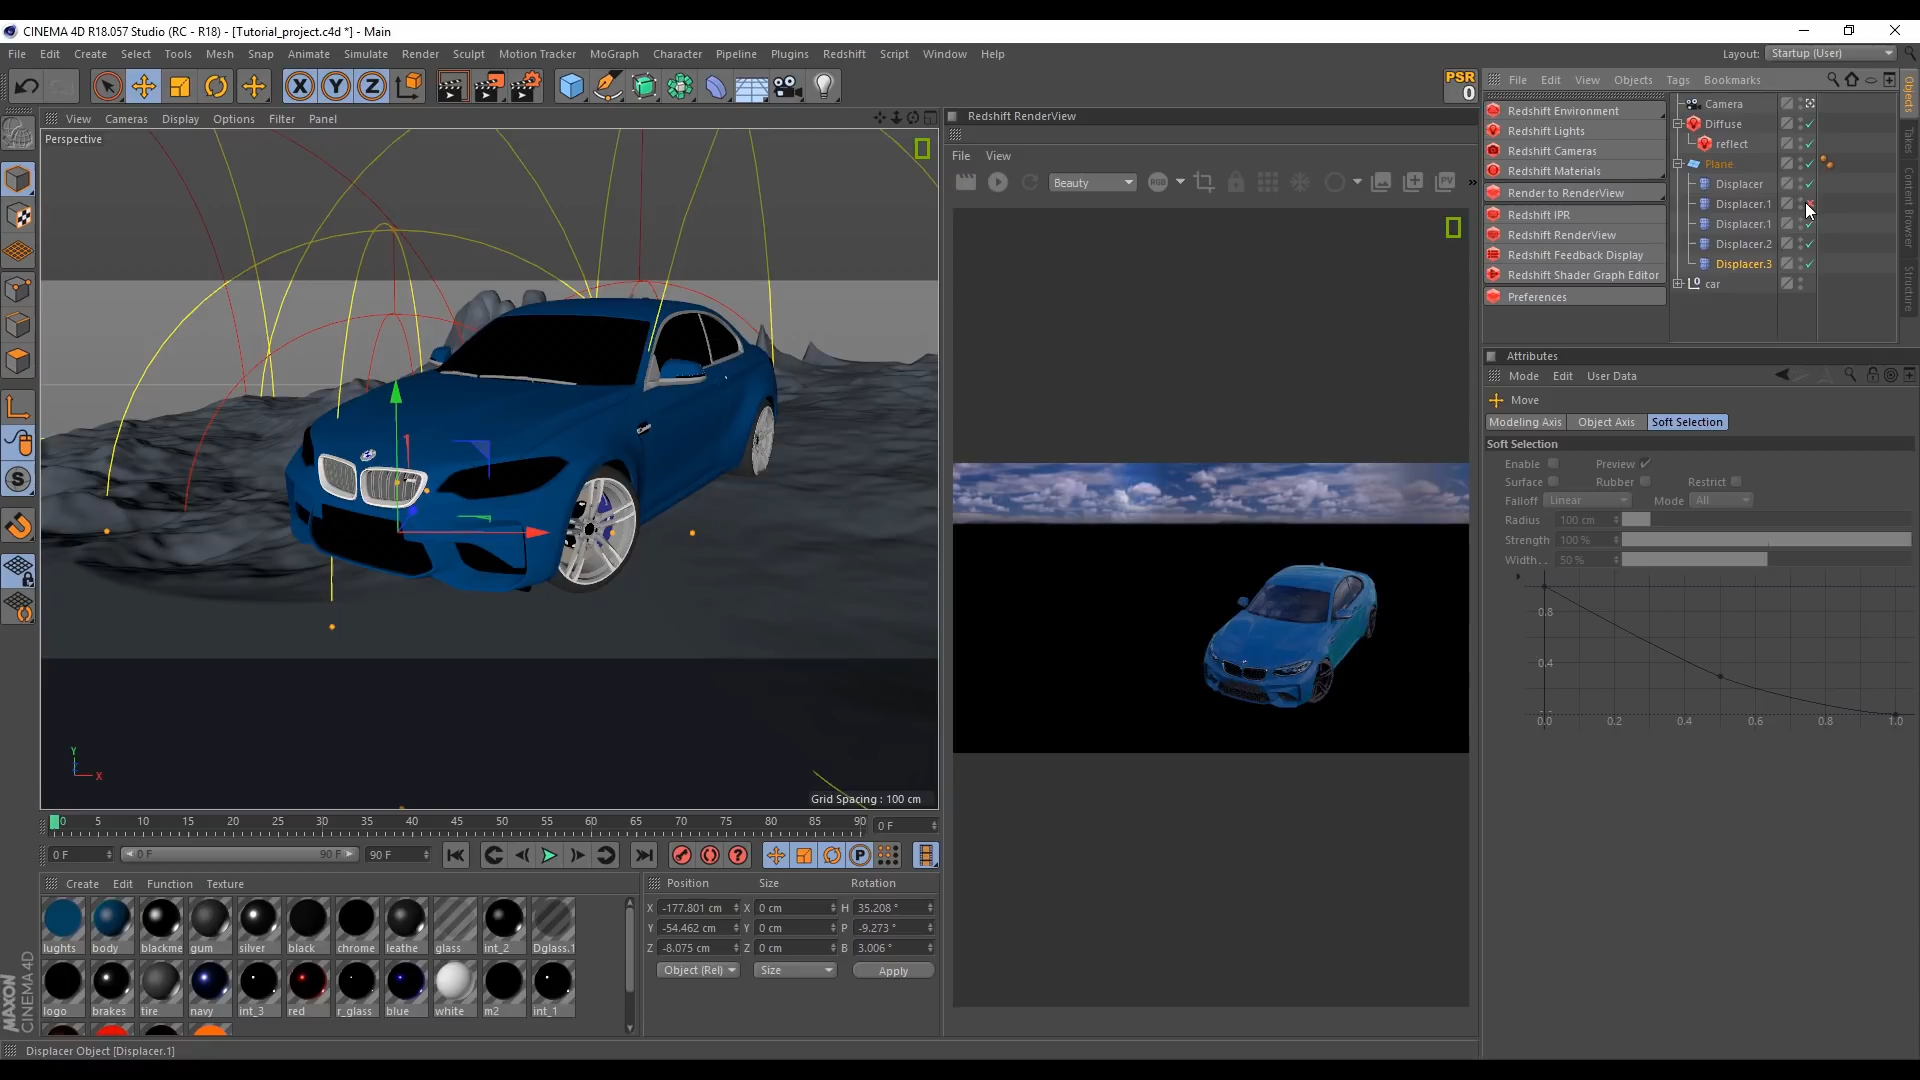 CINEMA 4D R18.057 Studio (RC - R18) - [Tutorial_project.c4d *] - Main
File Edit Create Select Tools Mesh Snap Animate Simulate Render Sculpt Motion Tracker MoGraph Character Pipeline Plugins Redshift Script Window Help
Layout: Startup (User)
X Y Z
PSR
0
File Edit View Objects Tags Bookmarks
View Cameras Display Options Filter Panel
Perspective
Redshift RenderView
File View
Beauty
RGB
PV
»
Redshift Environment
Redshift Lights
Redshift Cameras
Redshift Materials
Render to RenderView
Redshift IPR
Redshift RenderView
Redshift Feedback Display
Redshift Shader Graph Editor
Preferences
Camera
Diffuse
reflect
Plane
Displacer
Displacer.1
Displacer.1
Displacer.2
Displacer.3
car
Objects
Takes
Content Browser
Structure
Attributes
Mode Edit User Data
Move
Modeling Axis Object Axis Soft Selection
Soft Selection
Enable Preview
Surface Rubber Restrict
Falloff Linear Mode All
Radius 100 cm
Strength 100 %
Width.. 50 %
0.8
0.4
0.0 0.2 0.4 0.6 0.8 1.0
Y
X
Grid Spacing : 100 cm
0 5 10 15 20 25 30 35 40 45 50 55 60 65 70 75 80 85 90
0 F
0 F 0 F 90 F 90 F
P
Create Edit Function Texture
lughts body blackme gum silver black chrome leathe glass int_2 Dglass.1
logo brakes tire navy int_3 red r_glass blue white m2 int_1
Position Size Rotation
X -177.801 cm X 0 cm H 35.208 °
Y -54.462 cm Y 0 cm P -9.273 °
Z -8.075 cm Z 0 cm B 3.006 °
Object (Rel) Size Apply
MAXON
CINEMA 4D
Displacer Object [Displacer.1]